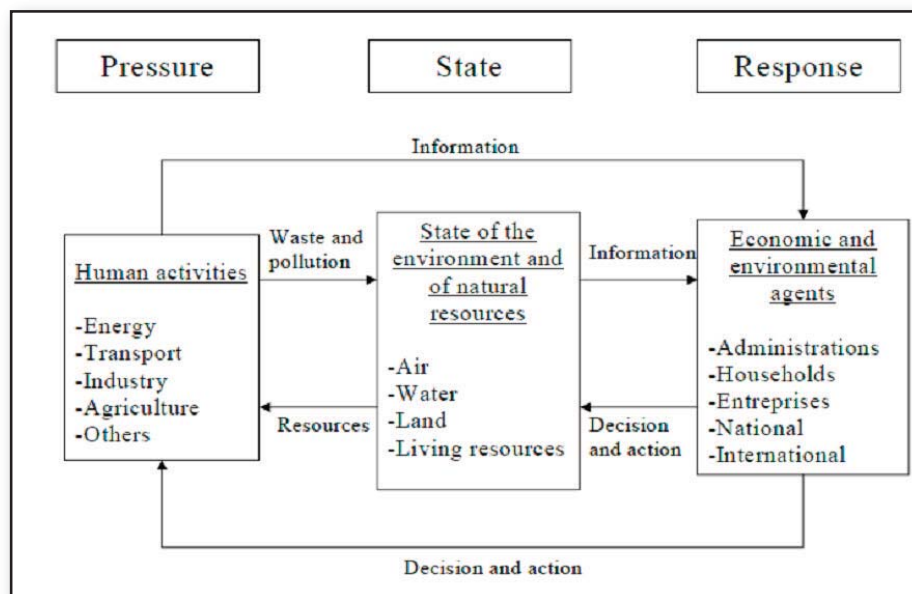 Pressure
State
Response
Information
Human activities
-Energy
-Transport
-Industry
-Agriculture
-Others
Waste and
pollution
Resources
State of the
environment and
of natural
resources
-Air
-Water
-Land
-Living resources
Information
Decision
and action
Economic and
environmental
agents
-Administrations
-Households
-Entreprises
-National
-International
Decision and action